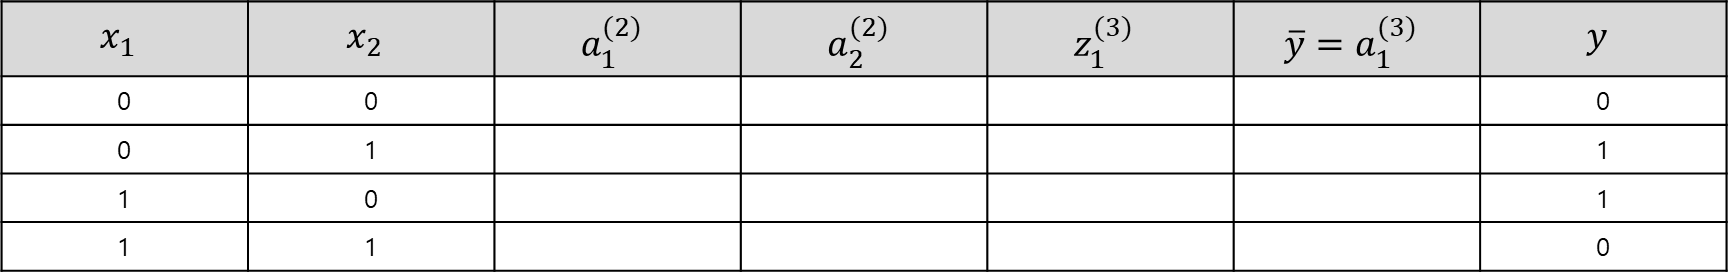 x₁ x₂ a₁⁽²⁾ a₂⁽²⁾ z₁⁽³⁾ ȳ = a₁⁽³⁾ y
0 0 0
0 1 1
1 0 1
1 1 0